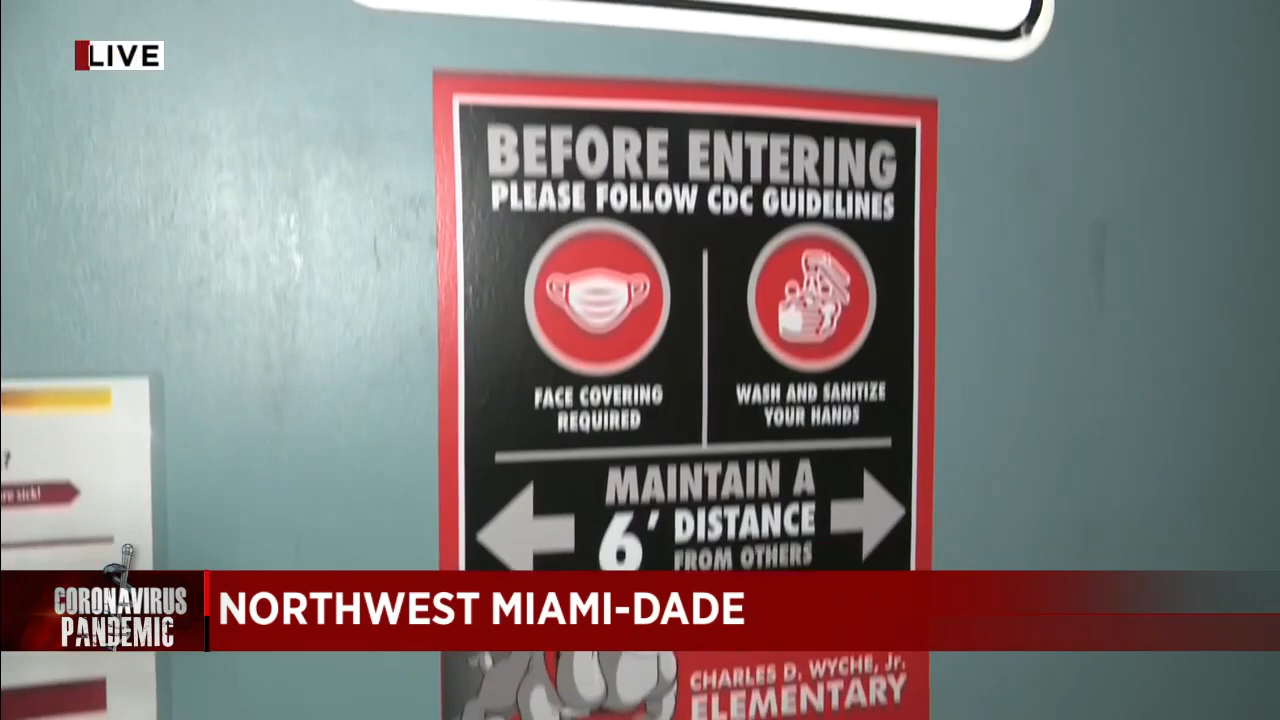 LIVE
BEFORE ENTERING
PLEASE FOLLOW CDC GUIDELINES
FACE COVERING
REQUIRED
WASH AND SANITIZE
YOUR HANDS
MAINTAIN A
6' DISTANCE
FROM OTHERS
?
sick!
CORONAVIRUS
PANDEMIC
NORTHWEST MIAMI-DADE
CHARLES D. WYCHE, Jr.
ELEMENTARY